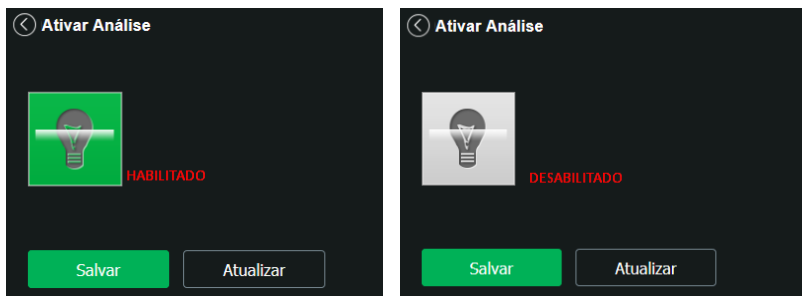 Ativar Análise
HABILITADO
Salvar
Atualizar
Ativar Análise
DESABILITADO
Salvar
Atualizar